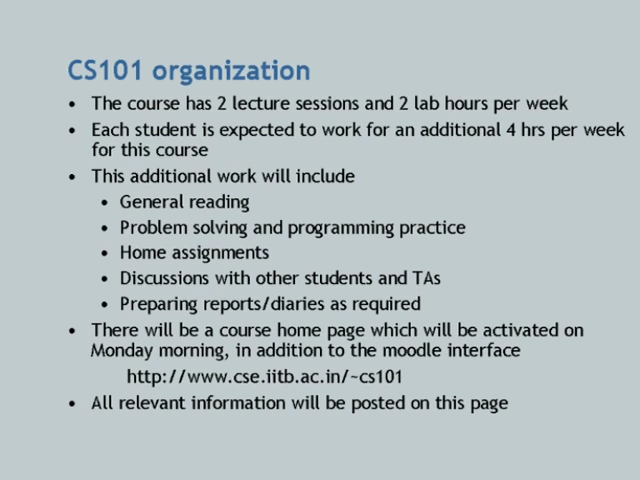 CS101 organization
• The course has 2 lecture sessions and 2 lab hours per week
• Each student is expected to work for an additional 4 hrs per week
for this course
• This additional work will include
• General reading
• Problem solving and programming practice
• Home assignments
• Discussions with other students and TAs
• Preparing reports/diaries as required
• There will be a course home page which will be activated on
Monday morning, in addition to the moodle interface
http://www.cse.iitb.ac.in/~cs101
• All relevant information will be posted on this page